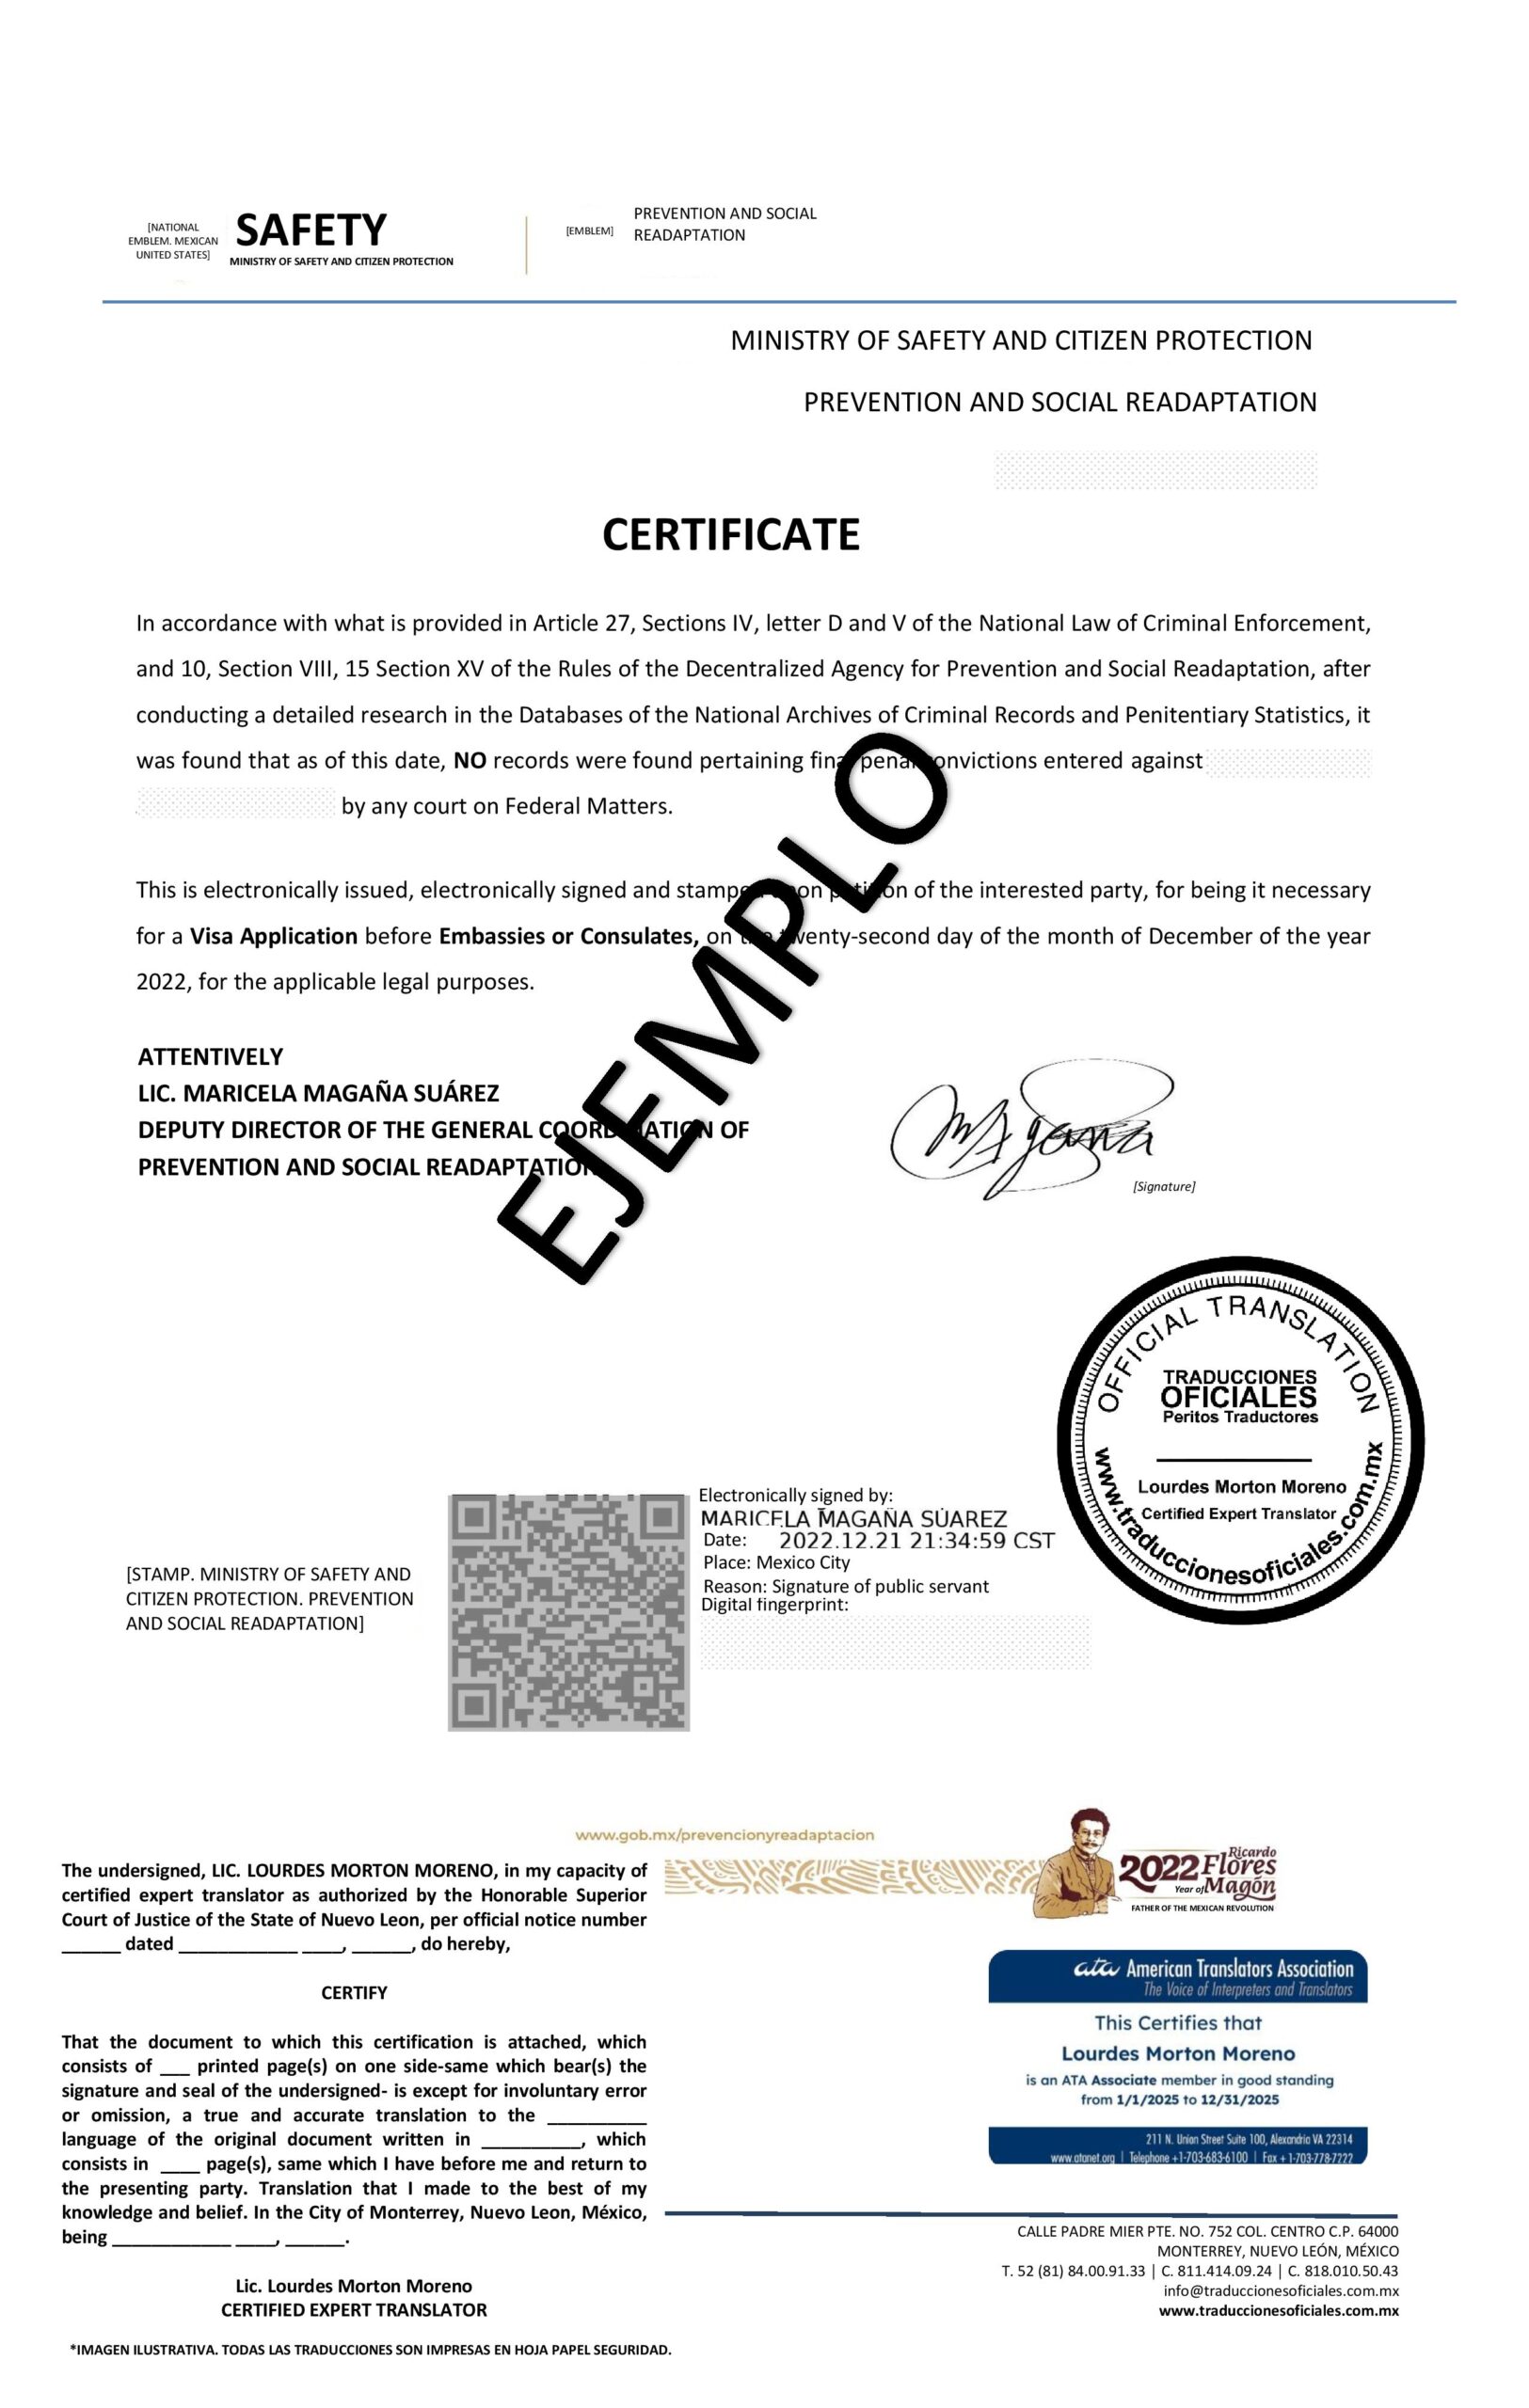 [NATIONAL
EMBLEM. MEXICAN
UNITED STATES]
SAFETY
MINISTRY OF SAFETY AND CITIZEN PROTECTION
[EMBLEM]
PREVENTION AND SOCIAL
READAPTATION
MINISTRY OF SAFETY AND CITIZEN PROTECTION
PREVENTION AND SOCIAL READAPTATION
CERTIFICATE
In accordance with what is provided in Article 27, Sections IV, letter D and V of the National Law of Criminal Enforcement,
and 10, Section VIII, 15 Section XV of the Rules of the Decentralized Agency for Prevention and Social Readaptation, after
conducting a detailed research in the Databases of the National Archives of Criminal Records and Penitentiary Statistics, it
was found that as of this date, NO records were found pertaining final penal convictions entered against
by any court on Federal Matters.
This is electronically issued, electronically signed and stamped upon petition of the interested party, for being it necessary
for a Visa Application before Embassies or Consulates, on the twenty-second day of the month of December of the year
2022, for the applicable legal purposes.
EJEMPLO
ATTENTIVELY
LIC. MARICELA MAGAÑA SUÁREZ
DEPUTY DIRECTOR OF THE GENERAL COORDINATION OF
PREVENTION AND SOCIAL READAPTATION
[Signature]
OFFICIAL TRANSLATION
TRADUCCIONES
OFICIALES
Peritos Traductores
Lourdes Morton Moreno
Certified Expert Translator
www.traduccionesoficiales.com.mx
[STAMP. MINISTRY OF SAFETY AND
CITIZEN PROTECTION. PREVENTION
AND SOCIAL READAPTATION]
Electronically signed by:
MARICELA MAGAÑA SÚAREZ
Date: 2022.12.21 21:34:59 CST
Place: Mexico City
Reason: Signature of public servant
Digital fingerprint:
www.gob.mx/prevencionyreadaptacion
2022 Ricardo
Flores
Year of Magón
FATHER OF THE MEXICAN REVOLUTION
The undersigned, LIC. LOURDES MORTON MORENO, in my capacity of
certified expert translator as authorized by the Honorable Superior
Court of Justice of the State of Nuevo Leon, per official notice number
______ dated ____________ ____, ______, do hereby,
CERTIFY
That the document to which this certification is attached, which
consists of ___ printed page(s) on one side-same which bear(s) the
signature and seal of the undersigned- is except for involuntary error
or omission, a true and accurate translation to the __________
language of the original document written in __________, which
consists in ____ page(s), same which I have before me and return to
the presenting party. Translation that I made to the best of my
knowledge and belief. In the City of Monterrey, Nuevo Leon, México,
being ____________ ____, ______.
Lic. Lourdes Morton Moreno
CERTIFIED EXPERT TRANSLATOR
ata American Translators Association
The Voice of Interpreters and Translators
This Certifies that
Lourdes Morton Moreno
is an ATA Associate member in good standing
from 1/1/2025 to 12/31/2025
211 N. Union Street Suite 100, Alexandria VA 22314
www.atanet.org | Telephone +1-703-683-6100 | Fax + 1-703-778-7222
CALLE PADRE MIER PTE. NO. 752 COL. CENTRO C.P. 64000
MONTERREY, NUEVO LEÓN, MÉXICO
T. 52 (81) 84.00.91.33 | C. 811.414.09.24 | C. 818.010.50.43
info@traduccionesoficiales.com.mx
www.traduccionesoficiales.com.mx
*IMAGEN ILUSTRATIVA. TODAS LAS TRADUCCIONES SON IMPRESAS EN HOJA PAPEL SEGURIDAD.